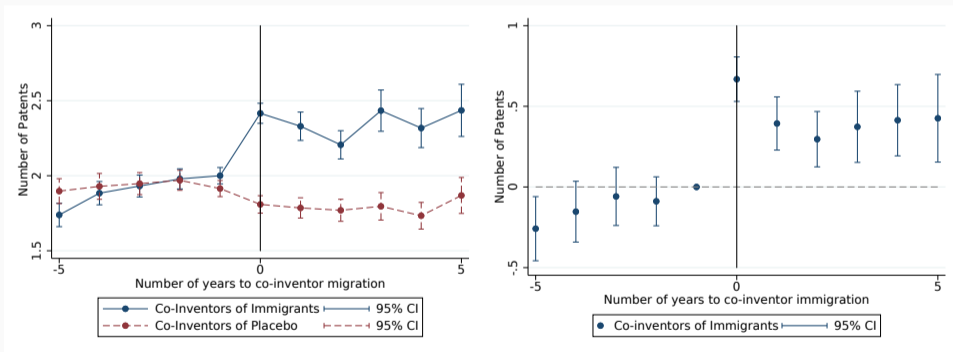 3
2.5
2
1.5
Number of Patents
-5
0
5
Number of years to co-inventor migration
Co-Inventors of Immigrants 95% CI
Co-Inventors of Placebo 95% CI
1
.5
0
-.5
Number of Patents
-5
0
5
Number of years to co-inventor immigration
Co-inventors of Immigrants 95% CI